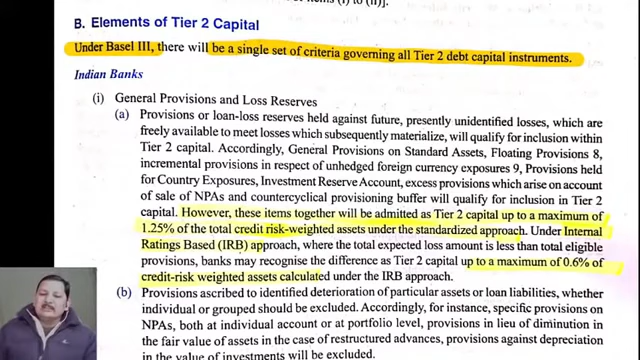 B. Elements of Tier 2 Capital
Under Basel III, there will be a single set of criteria governing all Tier 2 debt capital instruments.
Indian Banks
(i) General Provisions and Loss Reserves
(a) Provisions or loan-loss reserves held against future, presently unidentified losses, which are
freely available to meet losses which subsequently materialize, will qualify for inclusion within
Tier 2 capital. Accordingly, General Provisions on Standard Assets, Floating Provisions 8,
incremental provisions in respect of unhedged foreign currency exposures 9, Provisions held
for Country Exposures, Investment Reserve Account, excess provisions which arise on account
of sale of NPAs and countercyclical provisioning buffer will qualify for inclusion in Tier 2
capital. However, these items together will be admitted as Tier 2 capital up to a maximum of
1.25% of the total credit risk-weighted assets under the standardized approach. Under Internal
Ratings Based (IRB) approach, where the total expected loss amount is less than total eligible
provisions, banks may recognise the difference as Tier 2 capital up to a maximum of 0.6% of
credit-risk weighted assets calculated under the IRB approach.
(b) Provisions ascribed to identified deterioration of particular assets or loan liabilities, whether
individual or grouped should be excluded. Accordingly, for instance, specific provisions on
NPAs, both at individual account or at portfolio level, provisions in lieu of diminution in
the fair value of assets in the case of restructured advances, provisions against depreciation
in the value of investments will be excluded.